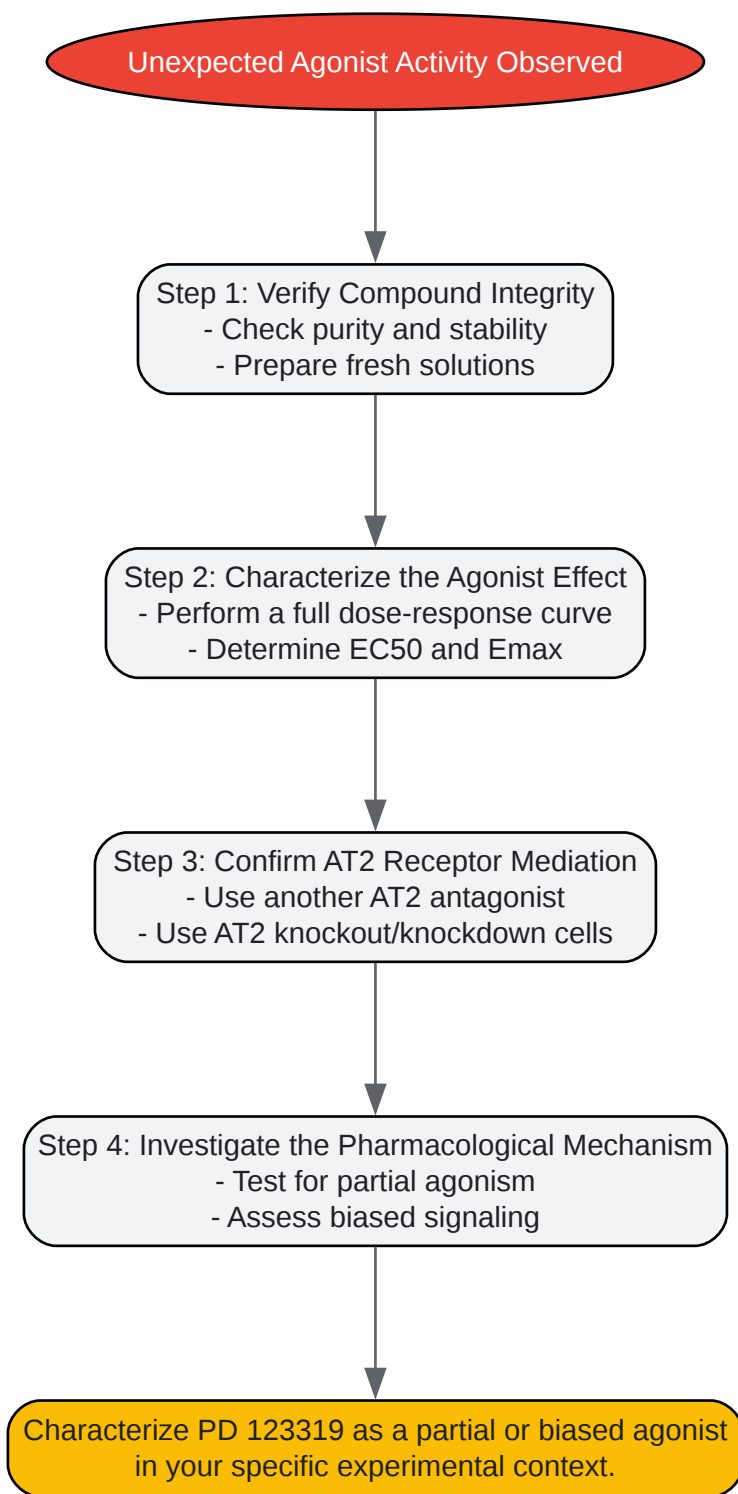 Unexpected Agonist Activity Observed
Step 1: Verify Compound Integrity
- Check purity and stability
- Prepare fresh solutions
Step 2: Characterize the Agonist Effect
- Perform a full dose-response curve
- Determine EC50 and Emax
Step 3: Confirm AT2 Receptor Mediation
- Use another AT2 antagonist
- Use AT2 knockout/knockdown cells
Step 4: Investigate the Pharmacological Mechanism
- Test for partial agonism
- Assess biased signaling
Characterize PD 123319 as a partial or biased agonist
in your specific experimental context.